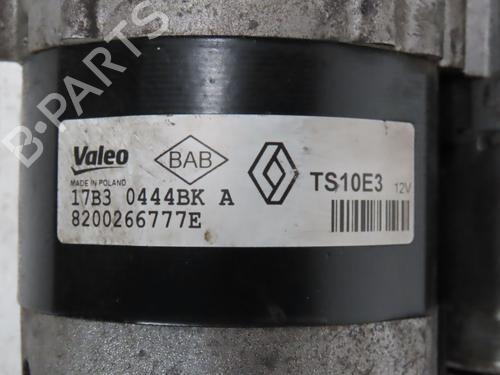 B-PARTS
Valeo
MADE IN POLAND
BAB
TS10E3 12V
17B3 0444BK A
8200266777E